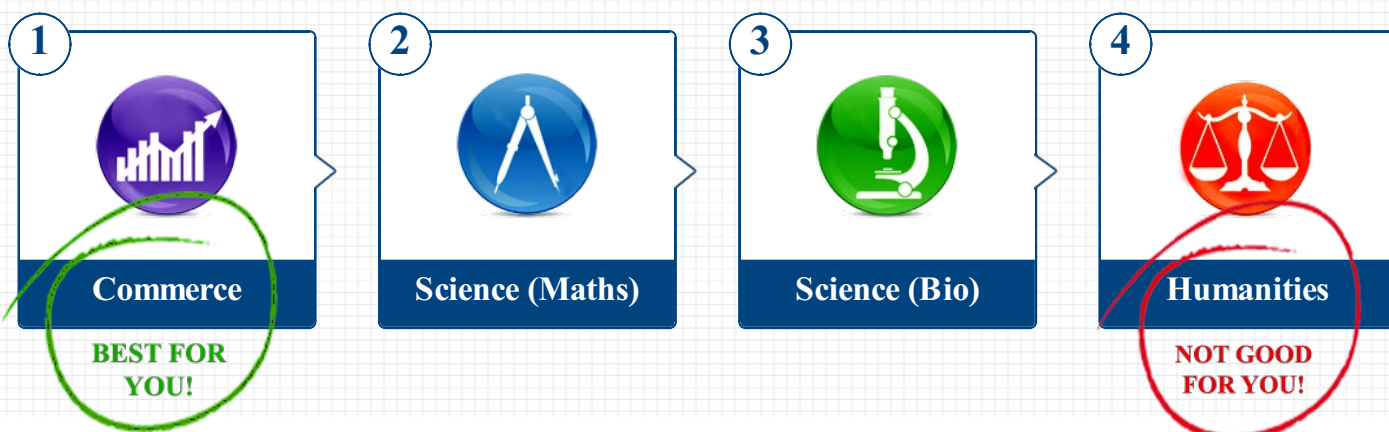 1
2
3
4
Commerce
Science (Maths)
Science (Bio)
Humanities
BEST FOR
YOU!
NOT GOOD
FOR YOU!